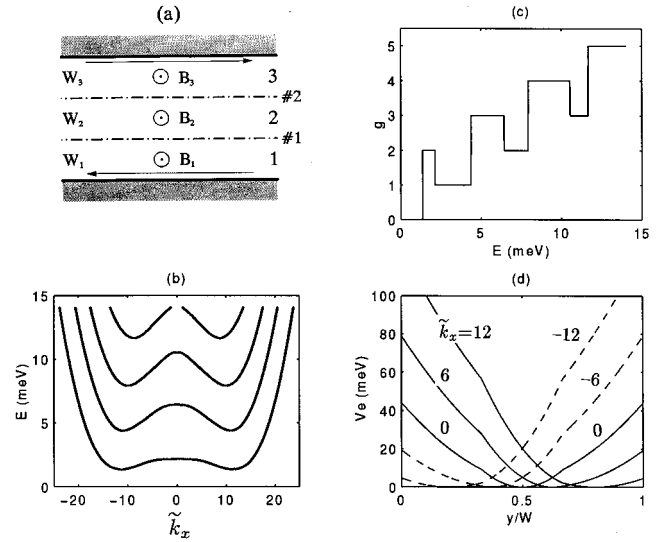 (a)
W₃ B₃ 3
#2
W₂ B₂ 2
#1
W₁ B₁ 1
(c)
5
4
3
2
1
0
g
0 5 10 15
E (meV)
(b)
15
10
5
0
E (meV)
−20 −10 0 10 20
k̃ₓ
(d)
100
80
60
40
20
0
Ve (meV)
k̃ₓ=12
−12
6
−6
0
0
0 0.5 1
y/W